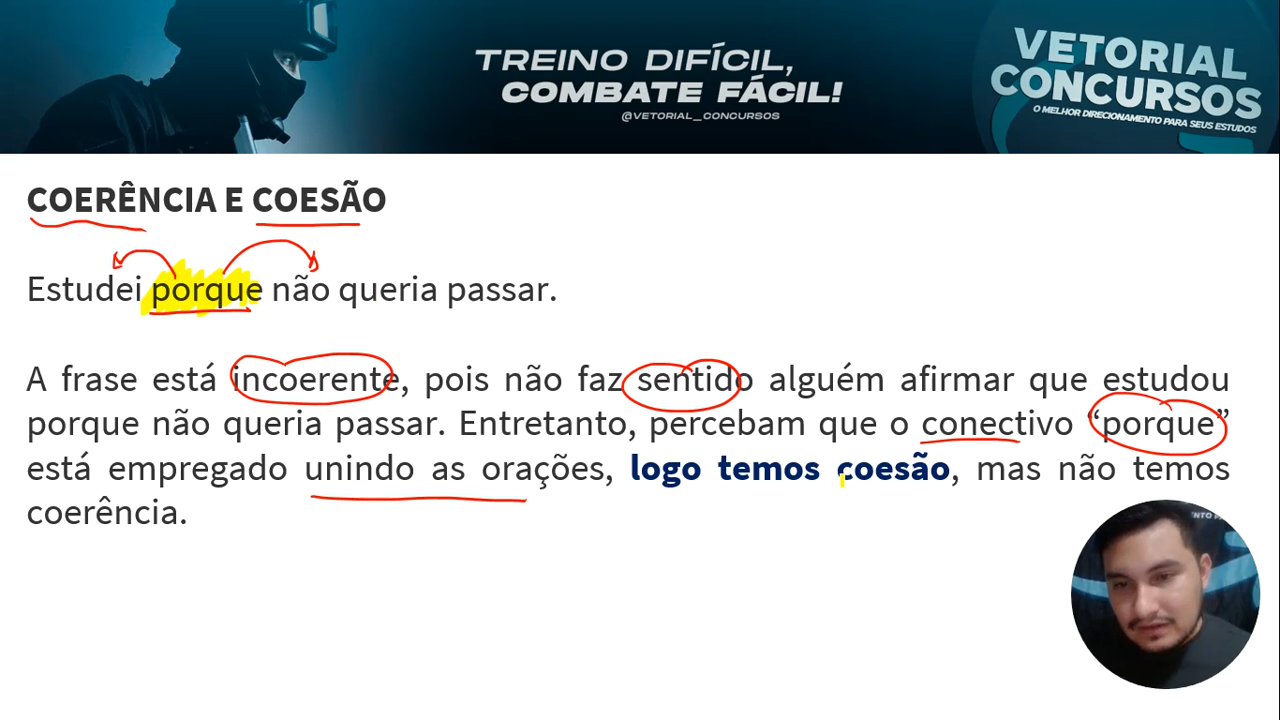 TREINO DIFÍCIL,
COMBATE FÁCIL!
@VETORIAL_CONCURSOS
VETORIAL
CONCURSOS
O MELHOR DIRECIONAMENTO PARA SEUS ESTUDOS
COERÊNCIA E COESÃO
Estudei porque não queria passar.
A frase está incoerente, pois não faz sentido alguém afirmar que estudou
porque não queria passar. Entretanto, percebam que o conectivo “porque”
está empregado unindo as orações, logo temos coesão, mas não temos
coerência.